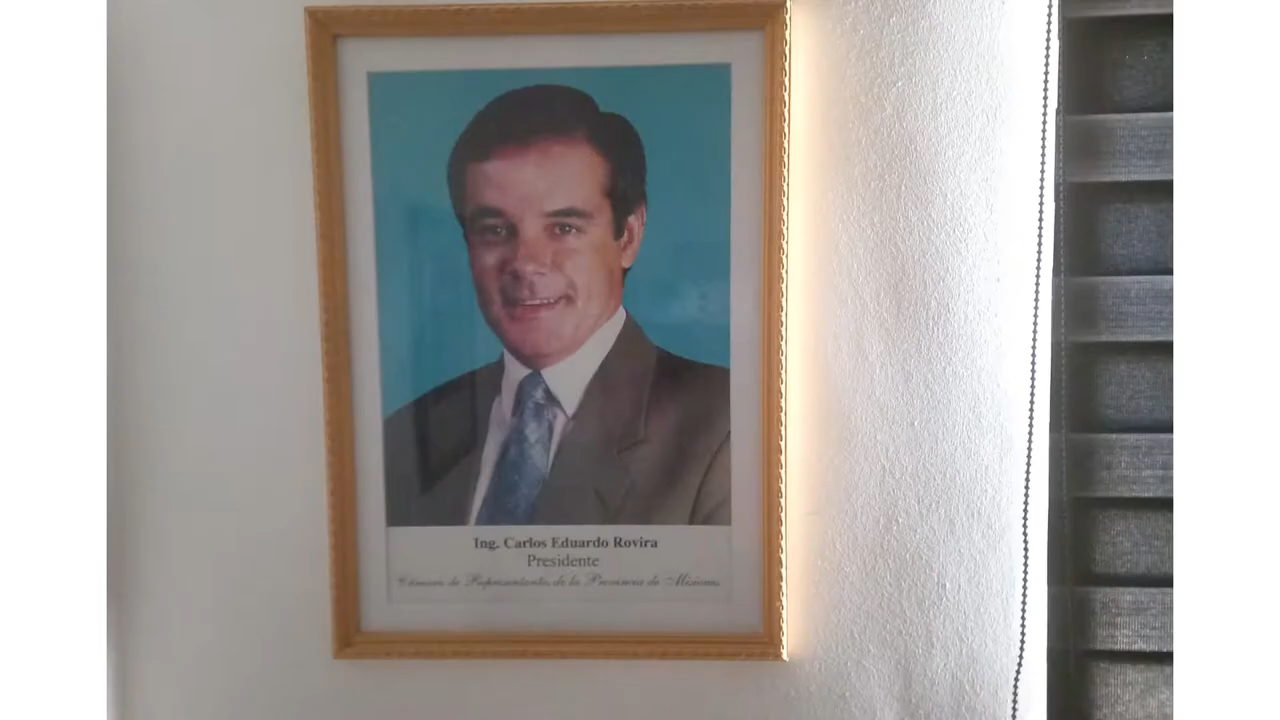 Ing. Carlos Eduardo Rovira
Presidente
Cámara de Representantes de la Provincia de Misiones